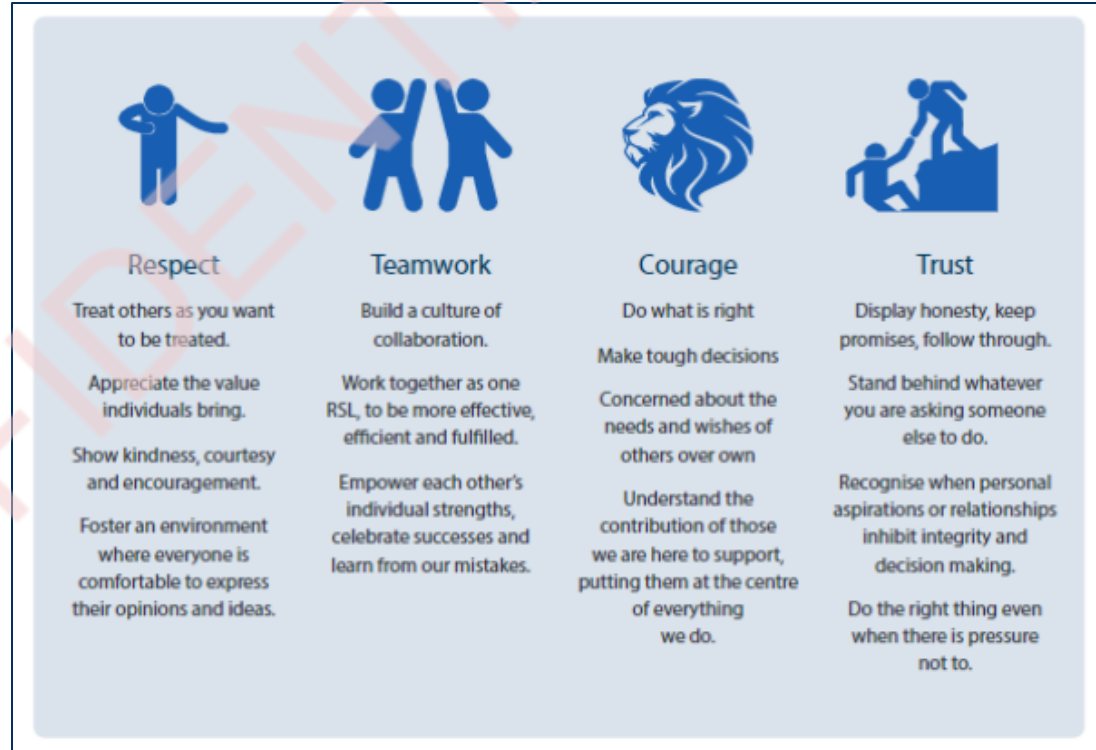 Respect
Treat others as you want
to be treated.
Appreciate the value
individuals bring.
Show kindness, courtesy
and encouragement.
Foster an environment
where everyone is
comfortable to express
their opinions and ideas.
Teamwork
Build a culture of
collaboration.
Work together as one
RSL, to be more effective,
efficient and fulfilled.
Empower each other's
individual strengths,
celebrate successes and
learn from our mistakes.
Courage
Do what is right
Make tough decisions
Concerned about the
needs and wishes of
others over own
Understand the
contribution of those
we are here to support,
putting them at the centre
of everything
we do.
Trust
Display honesty, keep
promises, follow through.
Stand behind whatever
you are asking someone
else to do.
Recognise when personal
aspirations or relationships
inhibit integrity and
decision making.
Do the right thing even
when there is pressure
not to.
FIDENT